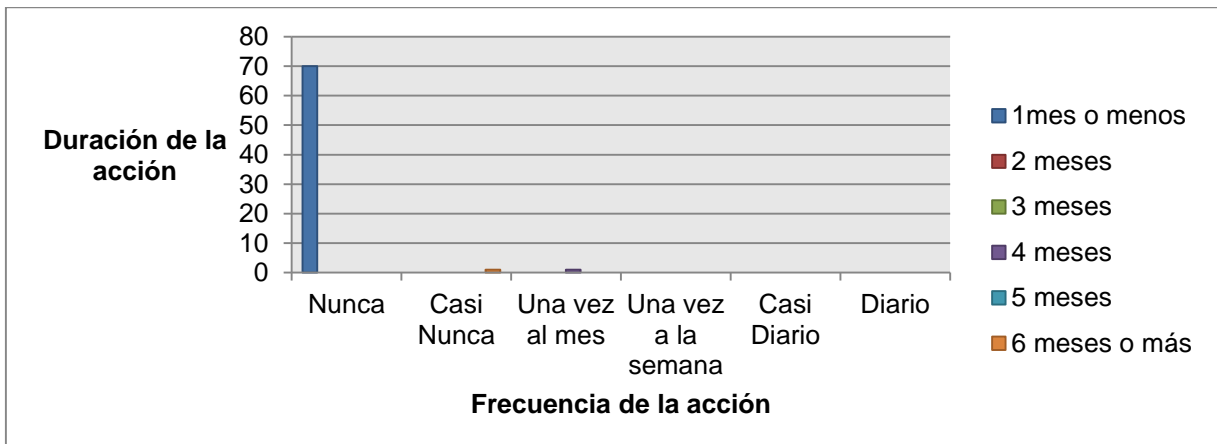 80
70
60
50
40
30
20
10
0
Duración de la
acción
Nunca
Casi
Nunca
Una vez
al mes
Una vez
a la
semana
Casi
Diario
Diario
Frecuencia de la acción
1mes o menos
2 meses
3 meses
4 meses
5 meses
6 meses o más